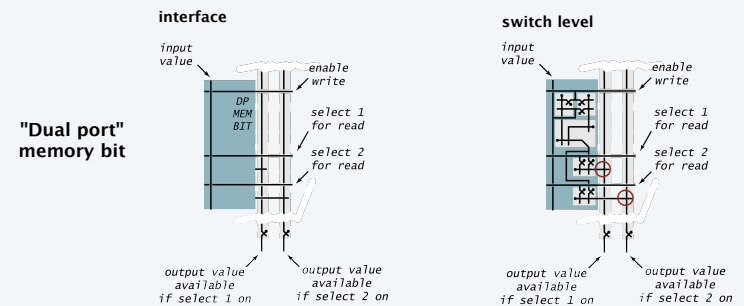 interface
switch level
"Dual port"
memory bit
input
value
enable
write
DP
MEM
BIT
select 1
for read
select 2
for read
output value
available
if select 1 on
output value
available
if select 2 on
input
value
enable
write
select 1
for read
select 2
for read
output value
available
if select 1 on
output value
available
if select 2 on